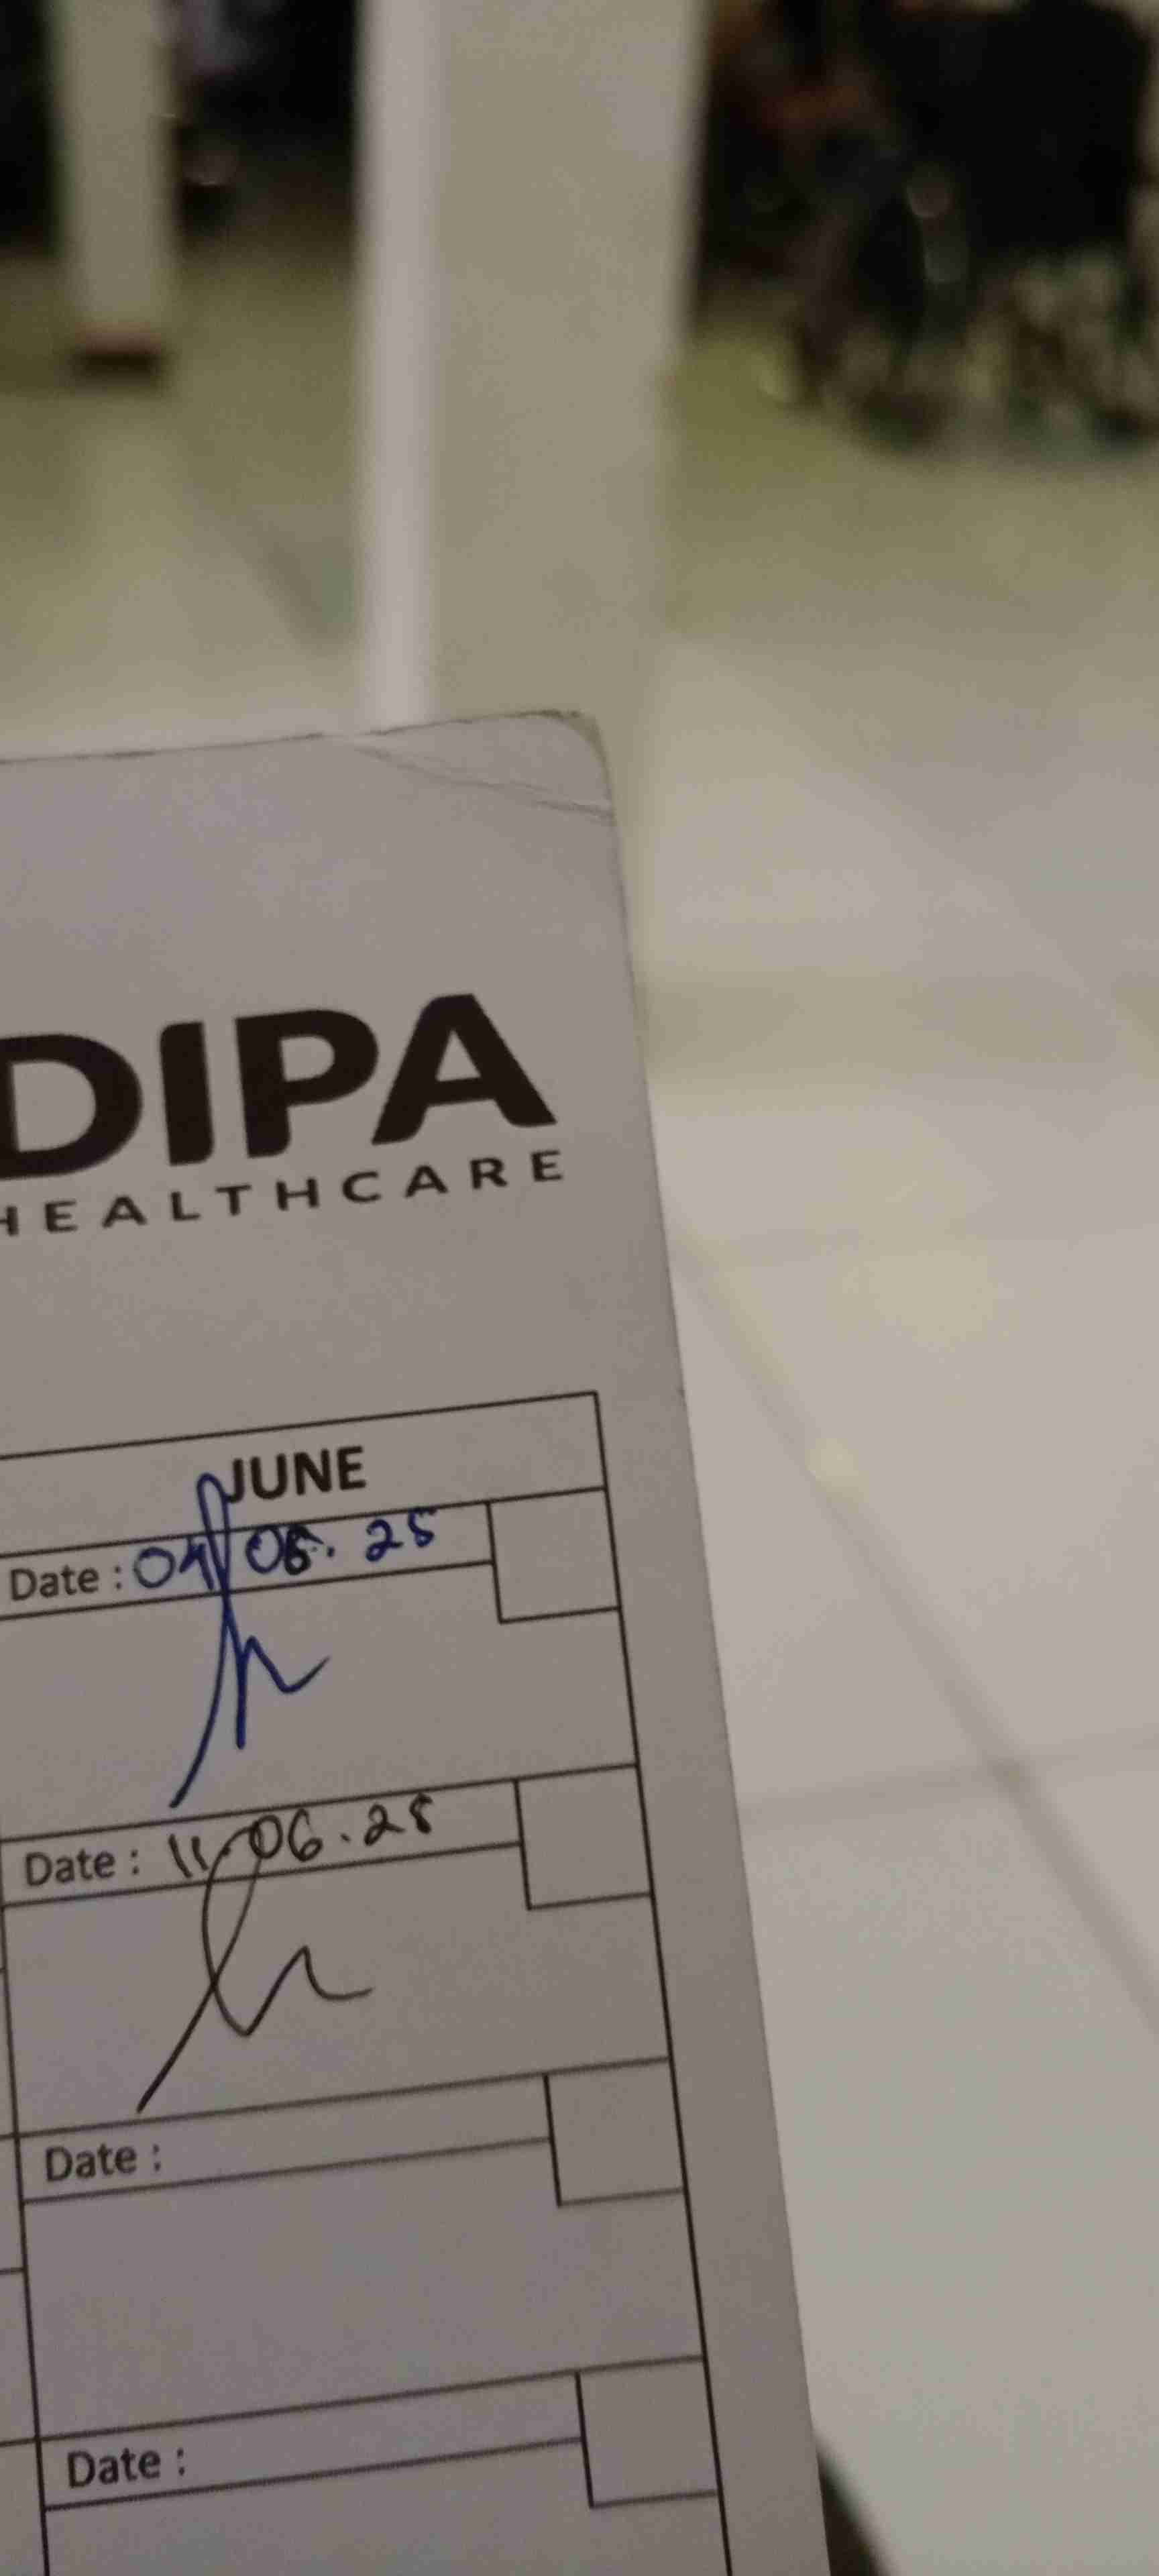 DIPA
HEALTHCARE
JUNE
Date : 04 06. 25
Date : 11.06.25
Date :
Date :